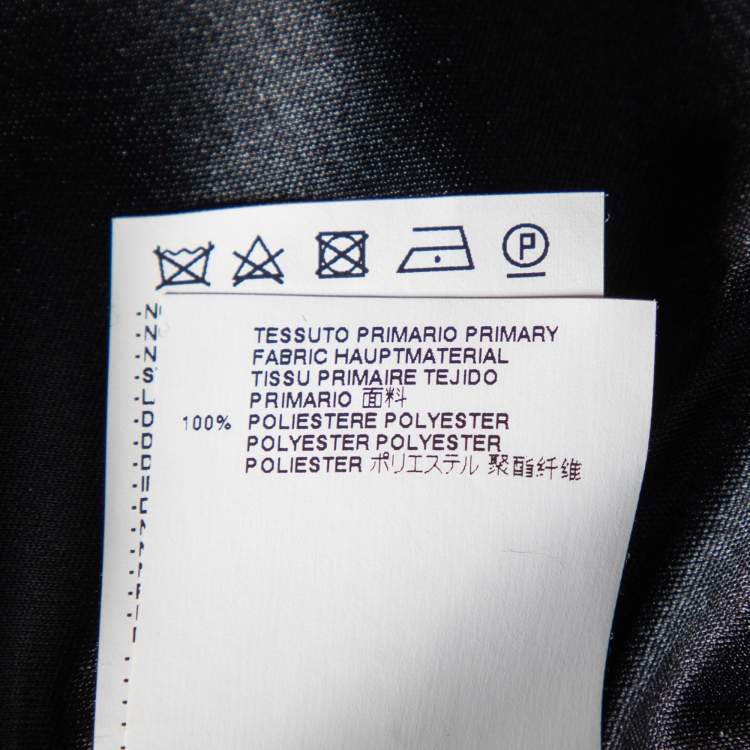 P
TESSUTO PRIMARIO PRIMARY
FABRIC HAUPTMATERIAL
TISSU PRIMAIRE TEJIDO
PRIMARIO 面料
100% POLIESTERE POLYESTER
POLYESTER POLYESTER
POLIESTER ポリエステル 聚酯纤维